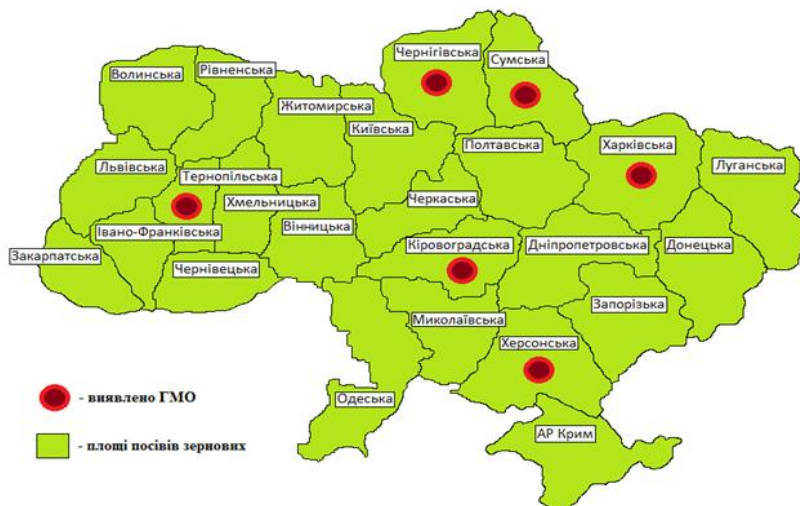 Чернігівська
Сумська
Волинська
Рівненська
Житомирська
Київська
Полтавська
Харківська
Луганська
Львівська
Тернопільська
Хмельницька
Черкаська
Вінницька
Івано-Франківська
Кіровоградська
Дніпропетровська
Донецька
Закарпатська
Чернівецька
Запорізька
Миколаївська
Херсонська
Одеська
АР Крим
- виявлено ГМО
- площі посівів зернових